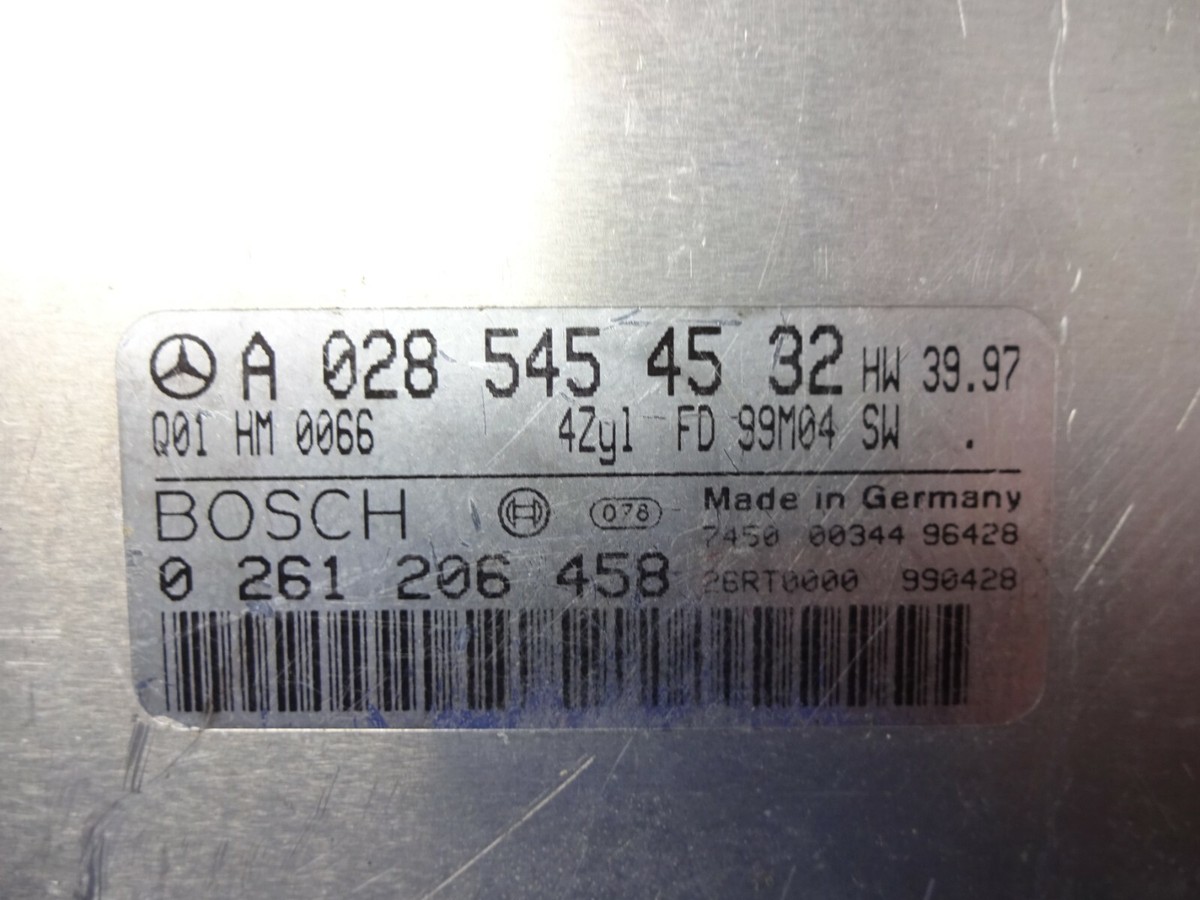 A 028 545 45 32 HW 39.97
Q01 HM 0066 4Zyl FD 99M04 SW .
BOSCH 078 Made in Germany
7450 00344 96428
0 261 206 458 26RT0000 990428